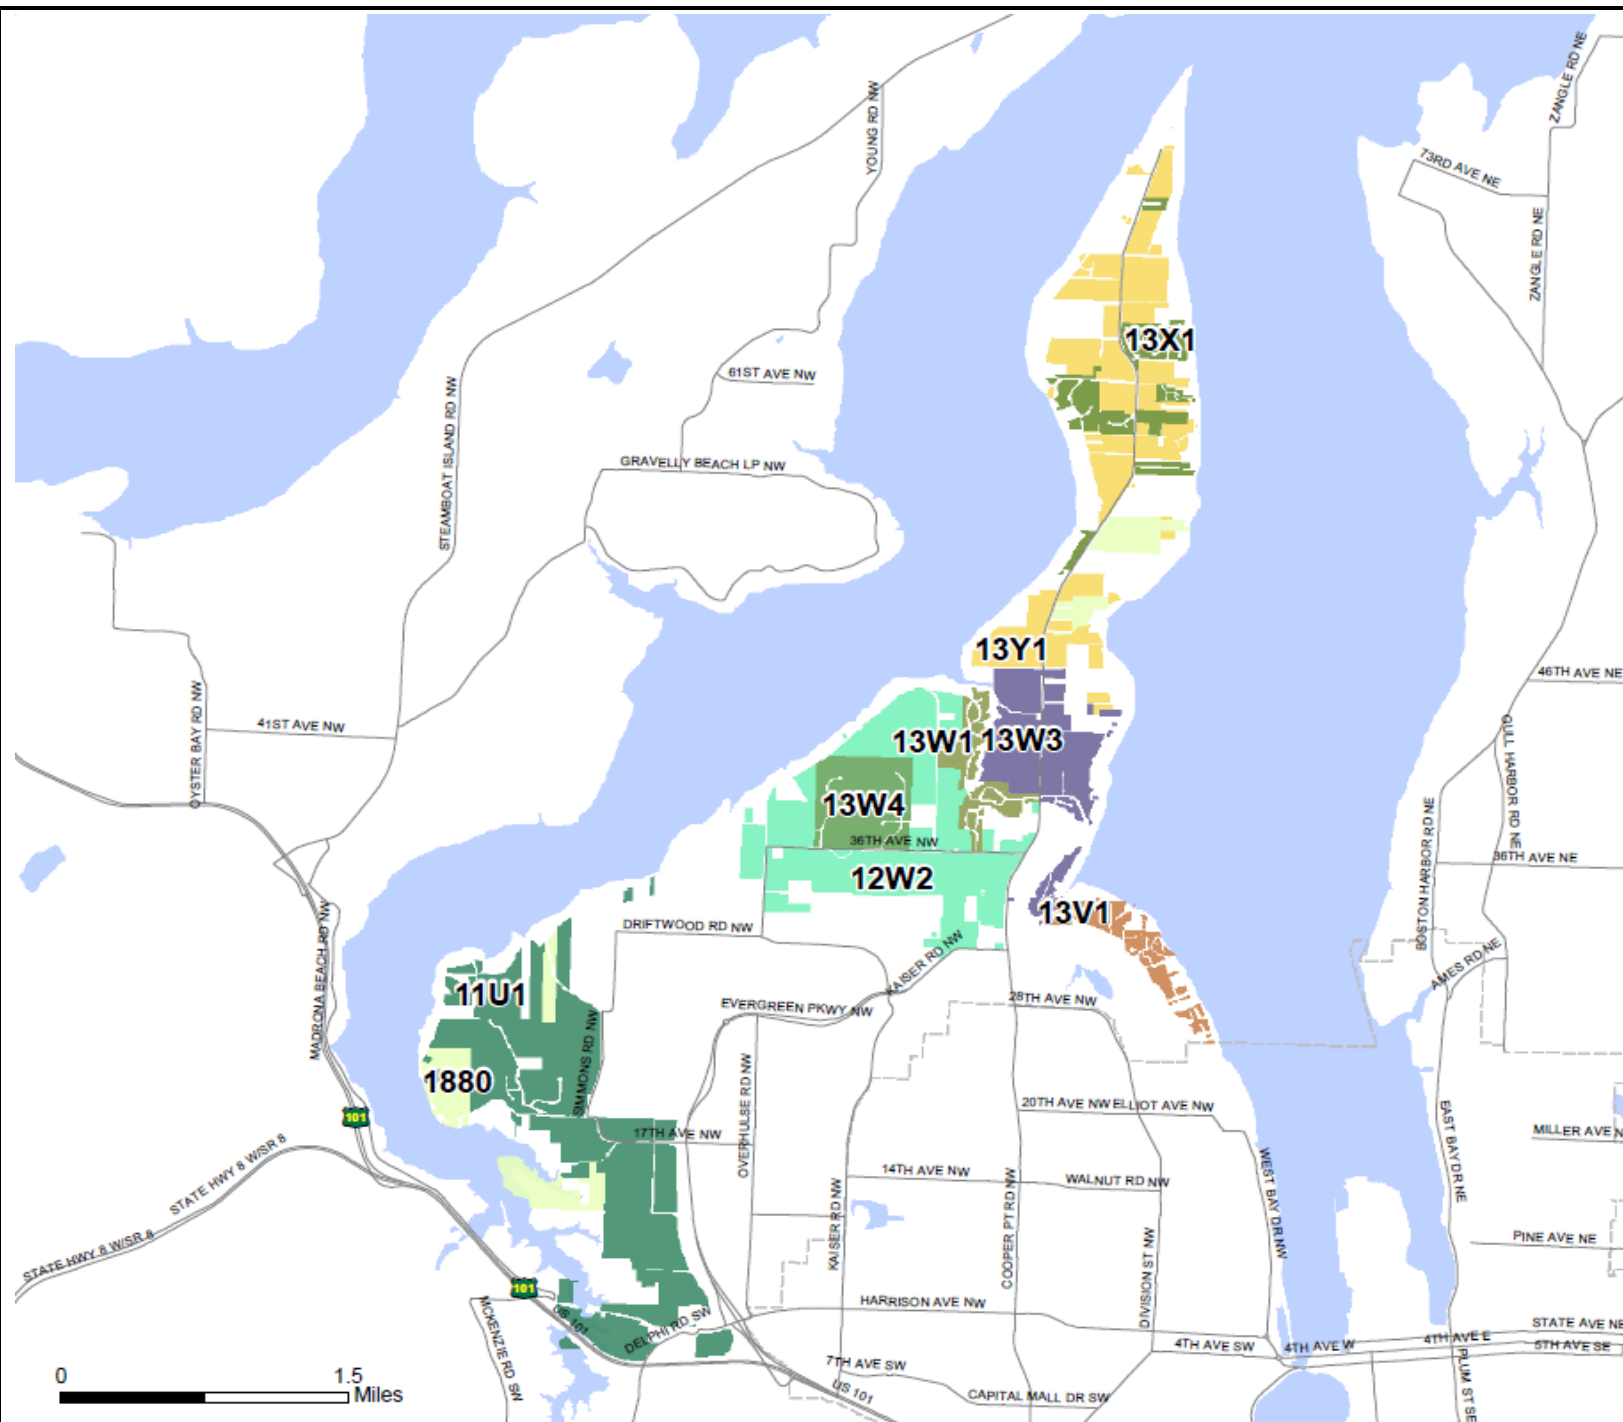 ZANGLE RD NE
YOUNG RD NW
73RD AVE NE
ZANGLE RD NE
13X1
61ST AVE NW
STEAMBOAT ISLAND RD NW
GRAVELLY BEACH LP NW
13Y1
46TH AVE NE
OYSTER BAY RD NW
41ST AVE NW
13W1
13W3
GULL HARBOR RD NE
13W4
36TH AVE NW
BOSTON HARBOR RD NE
36TH AVE NE
12W2
13V1
DRIFTWOOD RD NW
MADRONA BEACH RD NW
KAISER RD NW
AMES RD NE
11U1
28TH AVE NW
EVERGREEN PKWY NW
SIMMONS RD NW
1880
OVERHULSE RD NW
20TH AVE NW
ELLIOT AVE NW
EAST BAY DR NE
101
17TH AVE NW
MILLER AVE N
STATE HWY 8 W/SR 8
14TH AVE NW
WALNUT RD NW
WEST BAY DR NW
KAISER RD NW
COOPER PT RD NW
STATE HWY 8 W/SR 8
DIVISION ST NW
PINE AVE NE
101
MCKENZIE RD SW
US 101
DELPHI RD SW
HARRISON AVE NW
STATE AVE NE
4TH AVE SW
4TH AVE W
4TH AVE E
5TH AVE SE
7TH AVE SW
PLUM ST SE
US 101
CAPITAL MALL DR SW
0
1.5
Miles